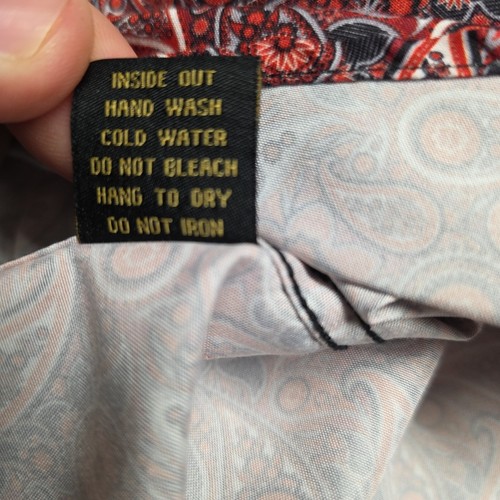 INSIDE OUT
HAND WASH
COLD WATER
DO NOT BLEACH
HANG TO DRY
DO NOT IRON